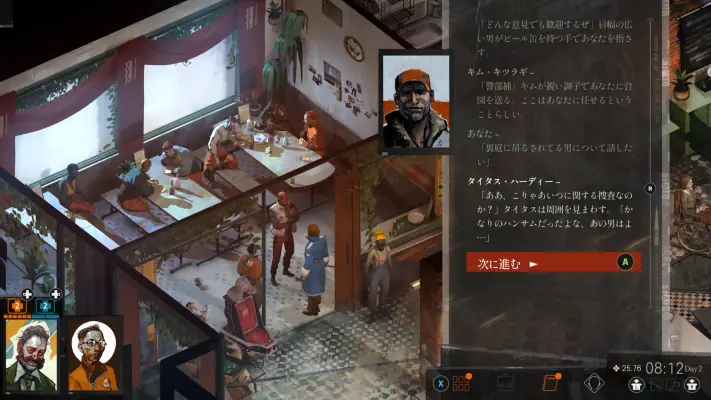 「どんな意見でも歓迎するぜ」肩幅の広
い男がビール缶を持つ手であなたを指さ
す。
キム・キツラギ –
「警部補」キムが鋭い調子であなたに合
図を送る。ここはあなたに任せるという
ことらしい。
あなた –
「裏庭に吊るされてる男について話した
い」
タイタス・ハーディー –
「ああ、こりゃあいつに関する捜査なの
か？」タイタスは周囲を見まわす。「か
なりのハンサムだったよな、あの男はよ
…」
R
次に進む ►
A
2
2
25.76
08:12
Day 2
X